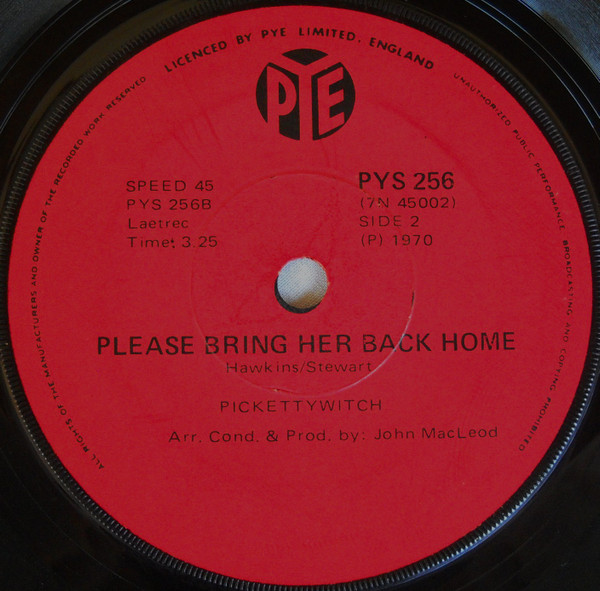 LICENCED BY PYE LIMITED. ENGLAND
UNAUTHORIZED PUBLIC PERFORMANCE BROADCASTING AND COPYING PROHIBITED
ALL RIGHTS OF THE MANUFACTURERS AND OWNER OF THE RECORDED WORK RESERVED
PYE
SPEED 45
PYS 256B
Laetrec
Time: 3.25
PYS 256
(7N 45002)
SIDE 2
(P) 1970
PLEASE BRING HER BACK HOME
Hawkins/Stewart
PICKETTYWITCH
Arr. Cond. & Prod. by: John MacLeod